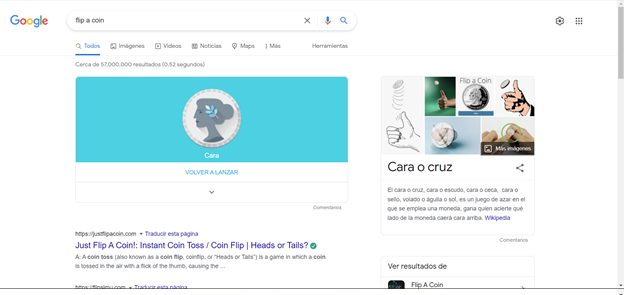 Google
flip a coin
Todos
Imágenes
Videos
Noticias
Maps
Más
Herramientas
Cerca de 57,000,000 resultados (0.52 segundos)
Cara
VOLVER A LANZAR
Comentarios
https://justflipacoin.com
Traducir esta página
Just Flip A Coin!: Instant Coin Toss / Coin Flip | Heads or Tails?
A: A coin toss (also known as a coin flip, coinflip, or "Heads or Tails") is a game in which a coin
is tossed in the air with a flick of the thumb, causing the ...
https://flipsimu.com
Traducir esta página
Flip a Coin
Más imágenes
Cara o cruz
El cara o cruz, cara o escudo, cara o ceca, cara o
sello, volado o águila o sol, es un juego de azar en el
que se emplea una moneda, gana quien acierte qué
lado de la moneda caerá cara arriba. Wikipedia
Comentarios
Ver resultados de
Flip A Coin